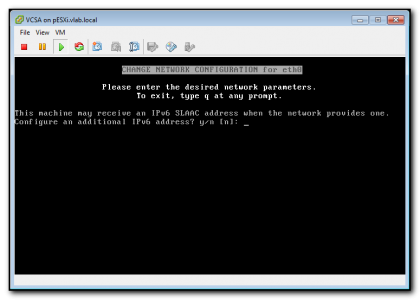 VCSA on pESXi.vlab.local
File View VM
CHANGE NETWORK CONFIGURATION for eth0
Please enter the desired network parameters.
To exit, type q at any prompt.
This machine may receive an IPv6 SLAAC address when the network provides one.
Configure an additional IPv6 address? y/n [n]: _